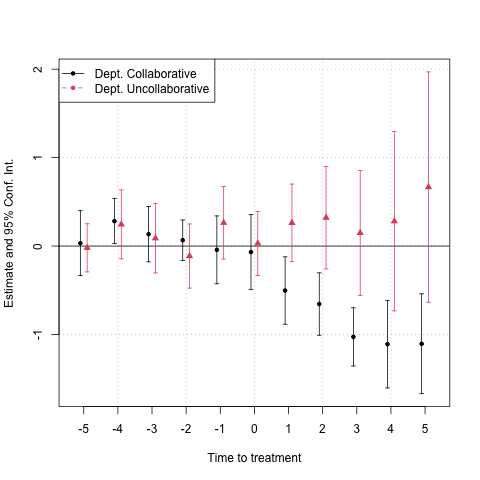 Dept. Collaborative
Dept. Uncollaborative
Estimate and 95% Conf. Int.
2
1
0
-1
-5 -4 -3 -2 -1 0 1 2 3 4 5
Time to treatment